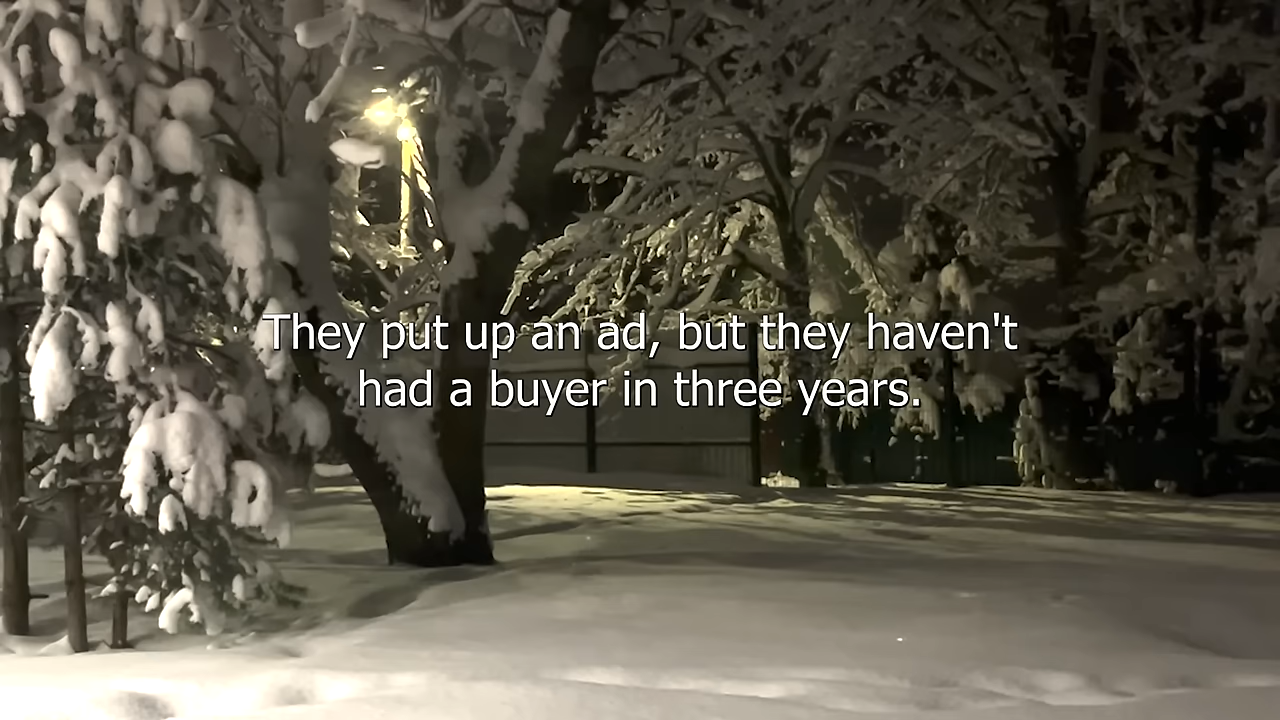 They put up an ad, but they haven't
had a buyer in three years.